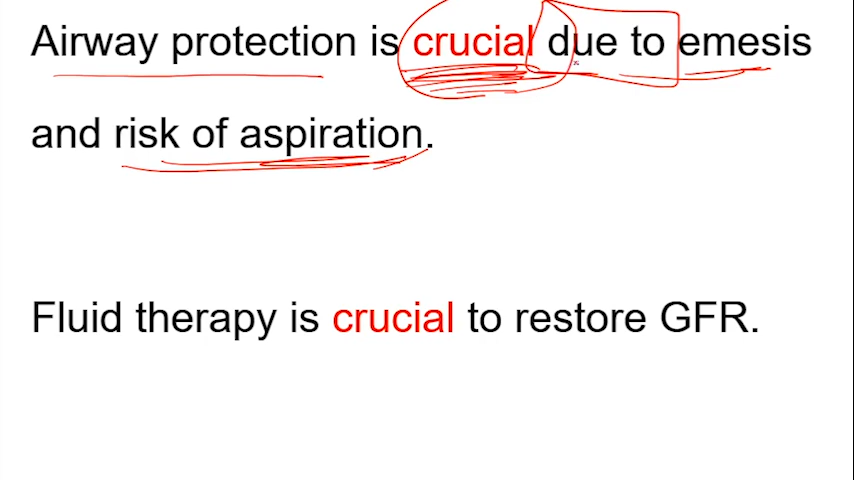 Airway protection is crucial due to emesis
and risk of aspiration.
Fluid therapy is crucial to restore GFR.